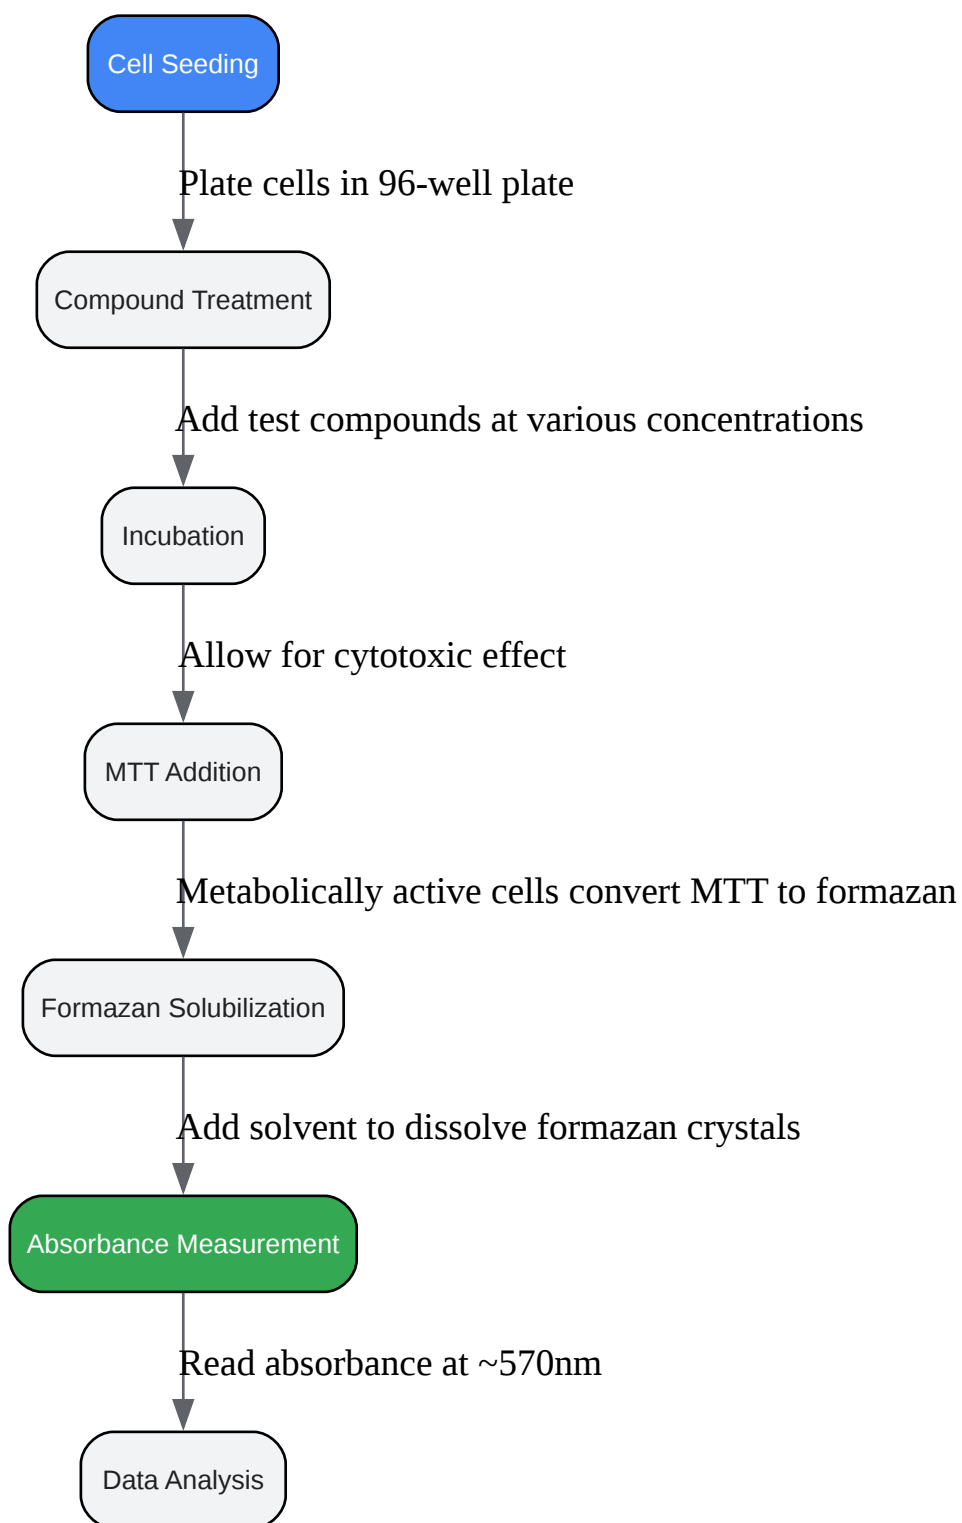 Cell Seeding
Plate cells in 96-well plate
Compound Treatment
Add test compounds at various concentrations
Incubation
Allow for cytotoxic effect
MTT Addition
Metabolically active cells convert MTT to formazan
Formazan Solubilization
Add solvent to dissolve formazan crystals
Absorbance Measurement
Read absorbance at ~570nm
Data Analysis